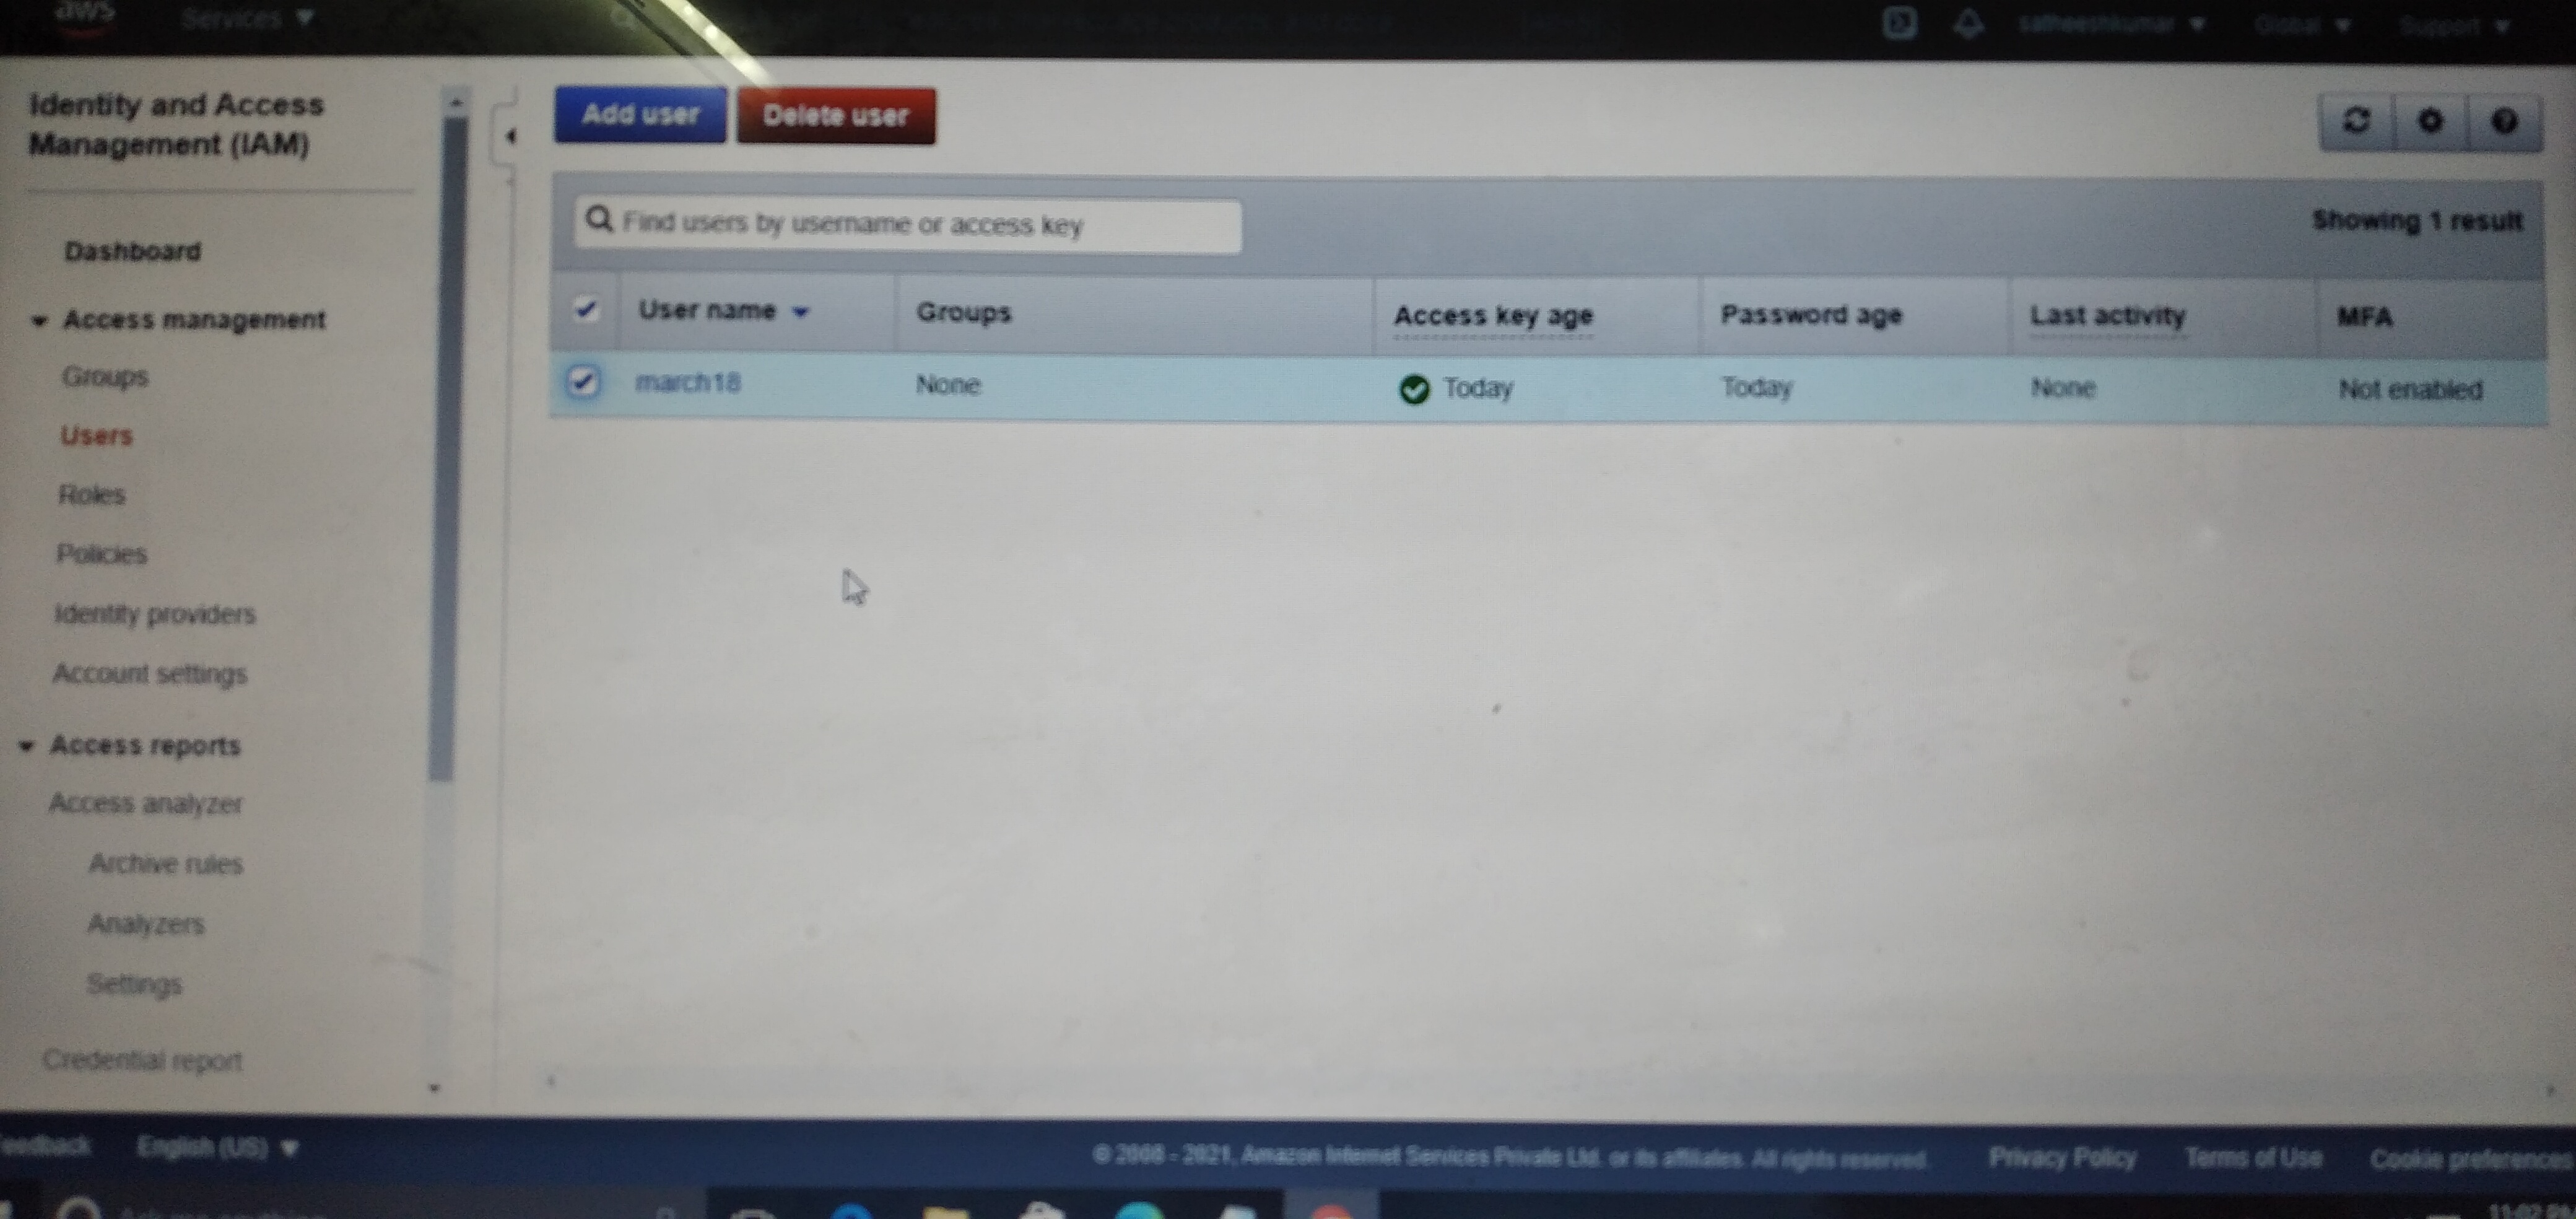 aws
Services
satheeshkumar
Global
Support
Identity and Access
Management (IAM)
Dashboard
Access management
Groups
Users
Roles
Policies
Identity providers
Account settings
Access reports
Access analyzer
Archive rules
Analyzers
Settings
Credential report
Add user
Delete user
Find users by username or access key
Showing 1 result
User name
Groups
Access key age
Password age
Last activity
MFA
march18
None
Today
Today
None
Not enabled
English (US)
© 2008 - 2021, Amazon Internet Services Private Ltd. or its affiliates. All rights reserved.
Privacy Policy
Terms of Use
Cookie preferences